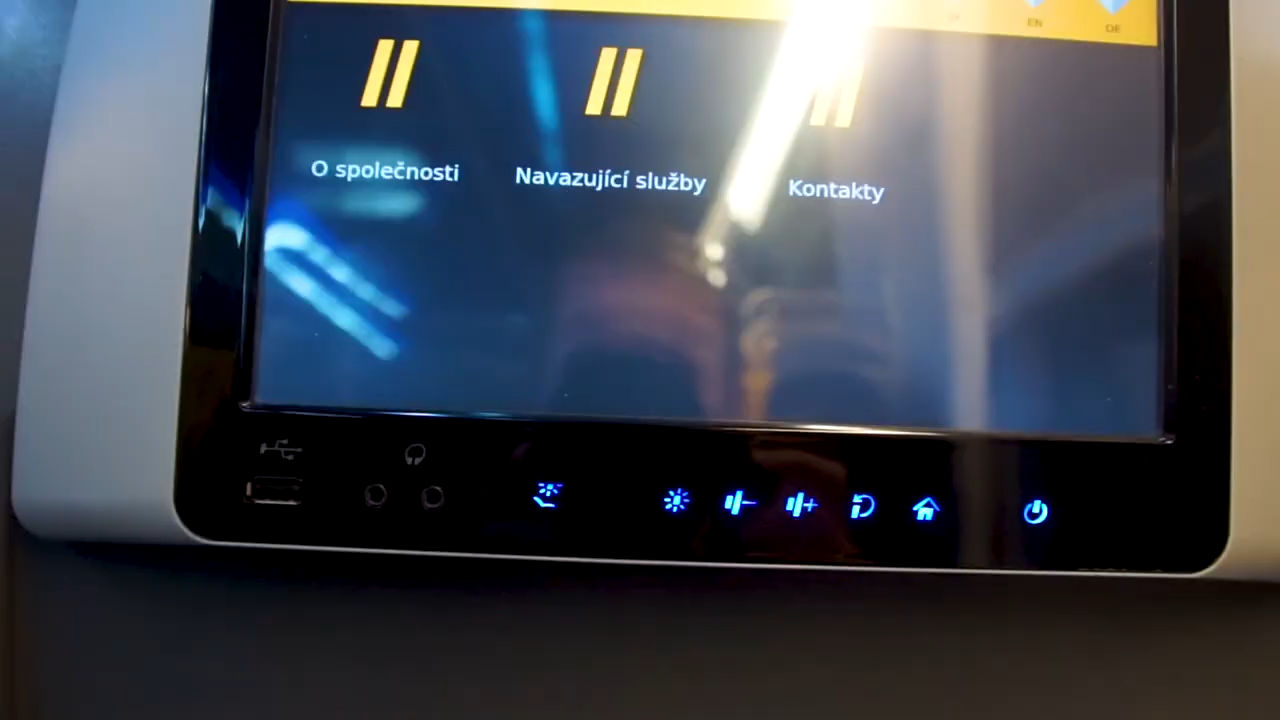 EN
DE
O společnosti
Navazující služby
Kontakty